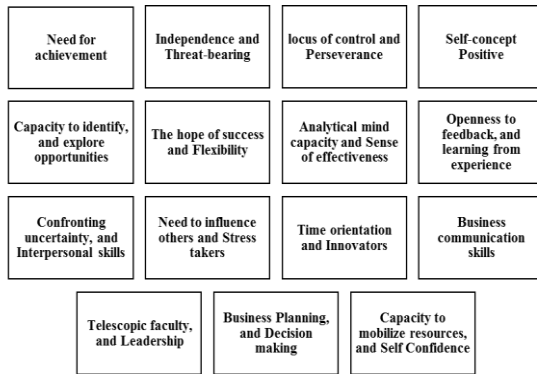 Need for
achievement
Independence and
Threat-bearing
locus of control and
Perseverance
Self-concept
Positive
Capacity to identify,
and explore
opportunities
The hope of success
and Flexibility
Analytical mind
capacity and Sense
of effectiveness
Openness to
feedback, and
learning from
experience
Confronting
uncertainty, and
Interpersonal skills
Need to influence
others and Stress
takers
Time orientation
and Innovators
Business
communication
skills
Telescopic faculty,
and Leadership
Business Planning,
and Decision
making
Capacity to
mobilize resources,
and Self Confidence